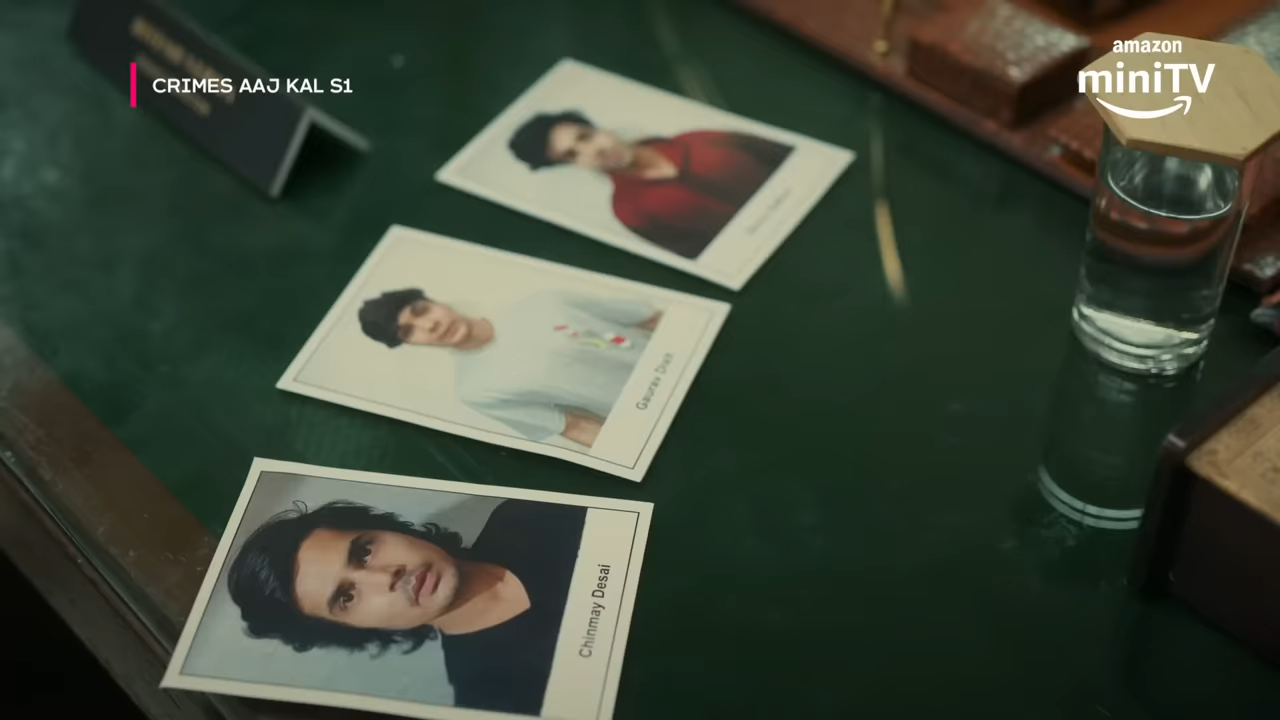 CRIMES AAJ KAL S1
amazon
miniTV
Gaurav Dixit
Chinmay Desai